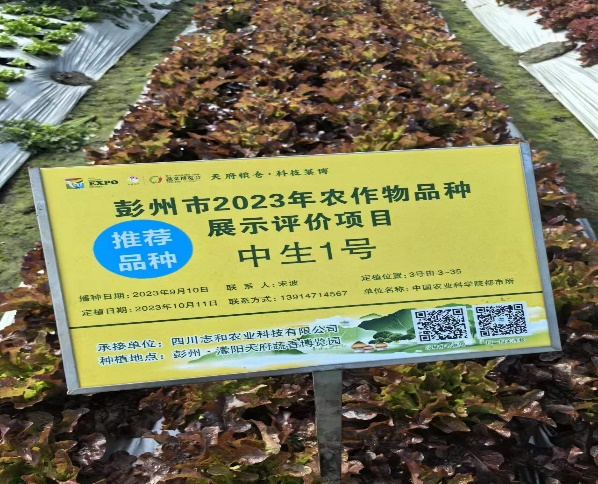 EXPO 天府粮仓·科技菜博
彭州市2023年农作物品种
展示评价项目
推荐
品种
中生1号
播种日期：2023年9月10日 联系人：宋波 定植位置：3号街 3-35
定植日期：2023年10月11日 联系方式：13914714567 单位名称：中国农业科学院都市所
承接单位：四川志和农业科技有限公司
种植地点：彭州·濛阳天府蔬香博览园